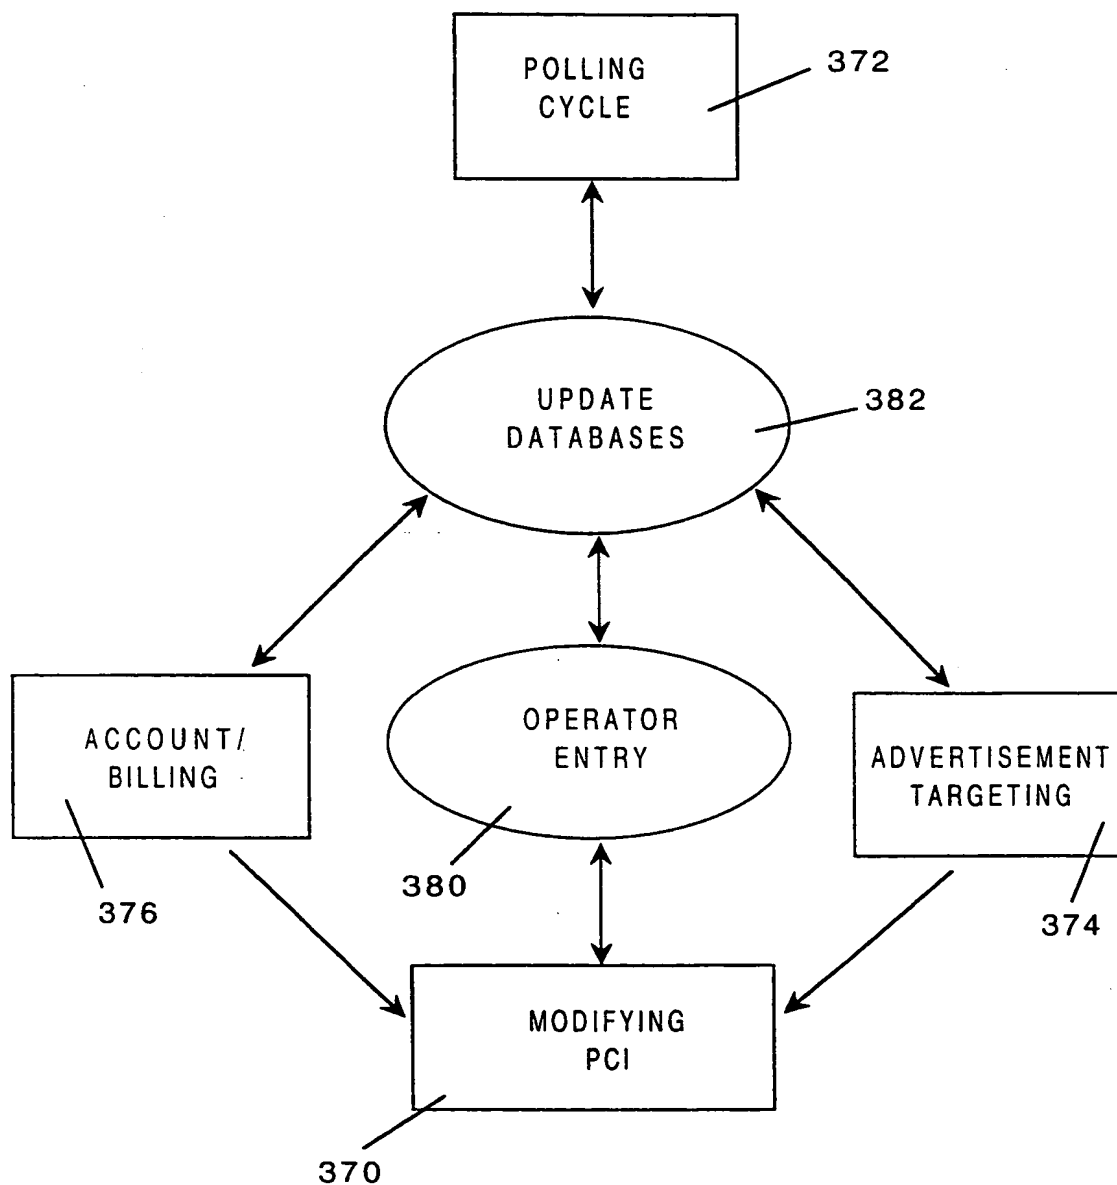 POLLING
CYCLE
372
UPDATE
DATABASES
382
ACCOUNT/
BILLING
376
OPERATOR
ENTRY
380
ADVERTISEMENT
TARGETING
374
MODIFYING
PCI
370